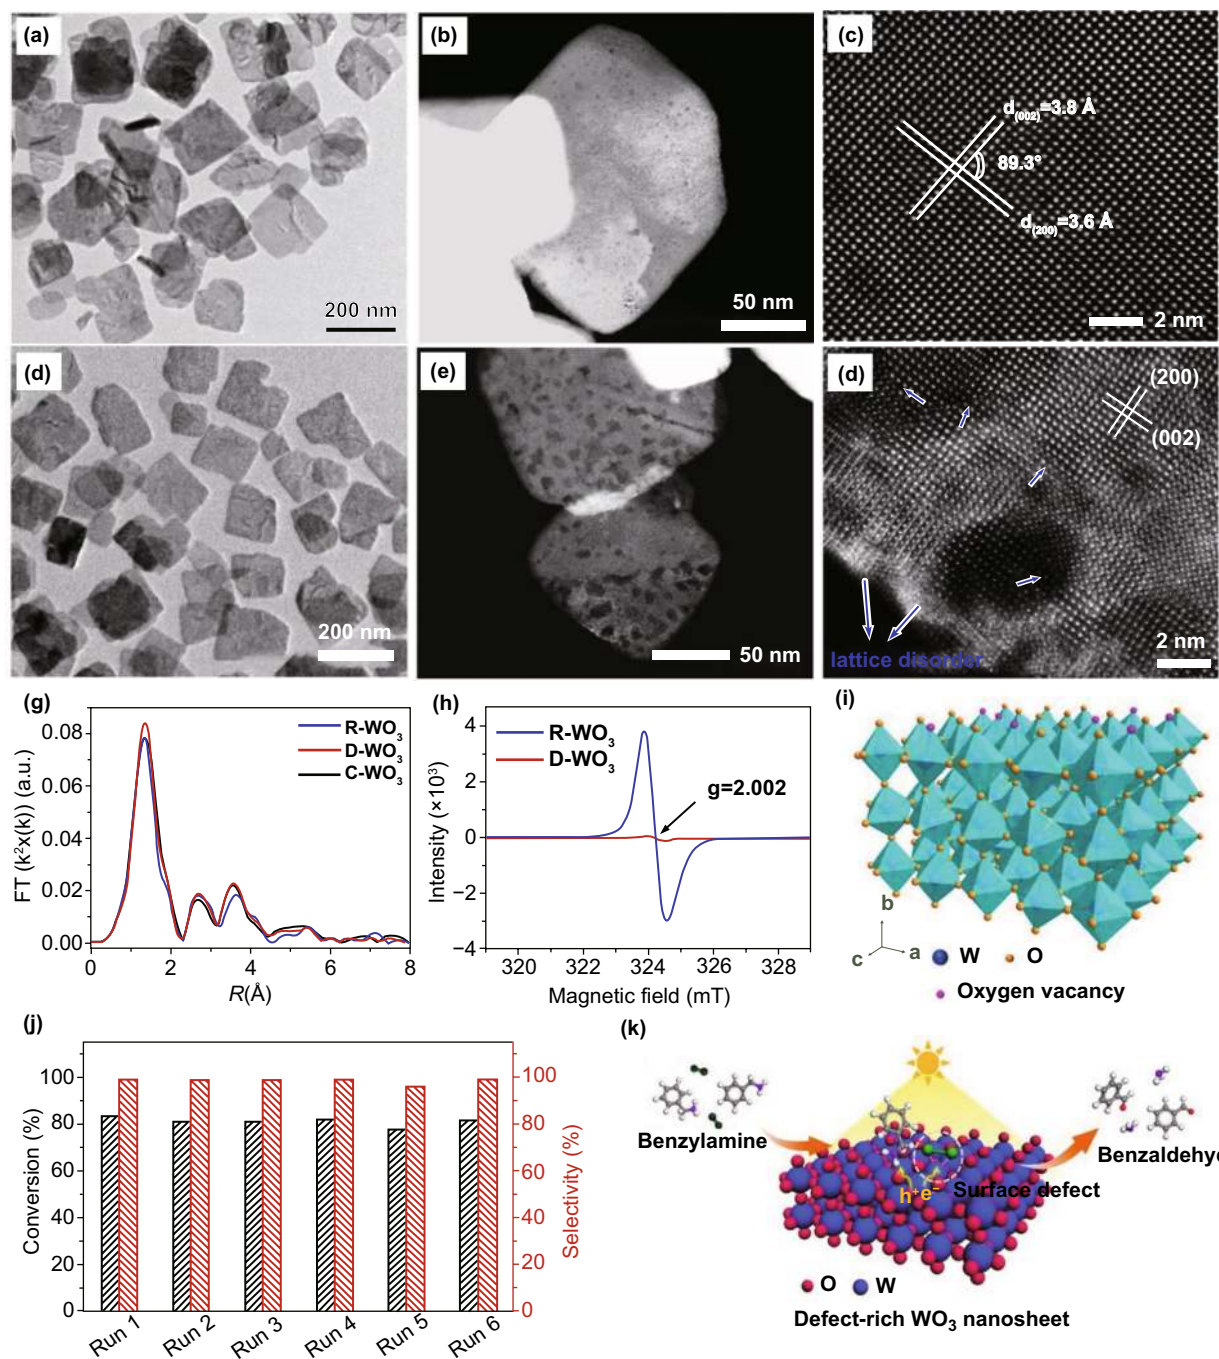 (a)
200 nm
(b)
50 nm
(c)
d(002)=3.8 Å
89.3°
d(200)=3.6 Å
2 nm
(d)
200 nm
(e)
50 nm
(d)
(200)
(002)
lattice disorder
2 nm
(g)
R-WO3
D-WO3
C-WO3
FT (k²x(k)) (a.u.)
0.08
0.06
0.04
0.02
0.00
0 2 4 6 8
R(Å)
(h)
R-WO3
D-WO3
g=2.002
Intensity (×10³)
4
2
0
−2
−4
320 322 324 326 328
Magnetic field (mT)
(i)
b
c
a
W O
Oxygen vacancy
(j)
Conversion (%)
100
80
60
40
20
0
Selectivity (%)
100
80
60
40
20
0
Run 1 Run 2 Run 3 Run 4 Run 5 Run 6
(k)
Benzylamine
Benzaldehyd
h⁺ e⁻
Surface defect
O W
Defect-rich WO3 nanosheet